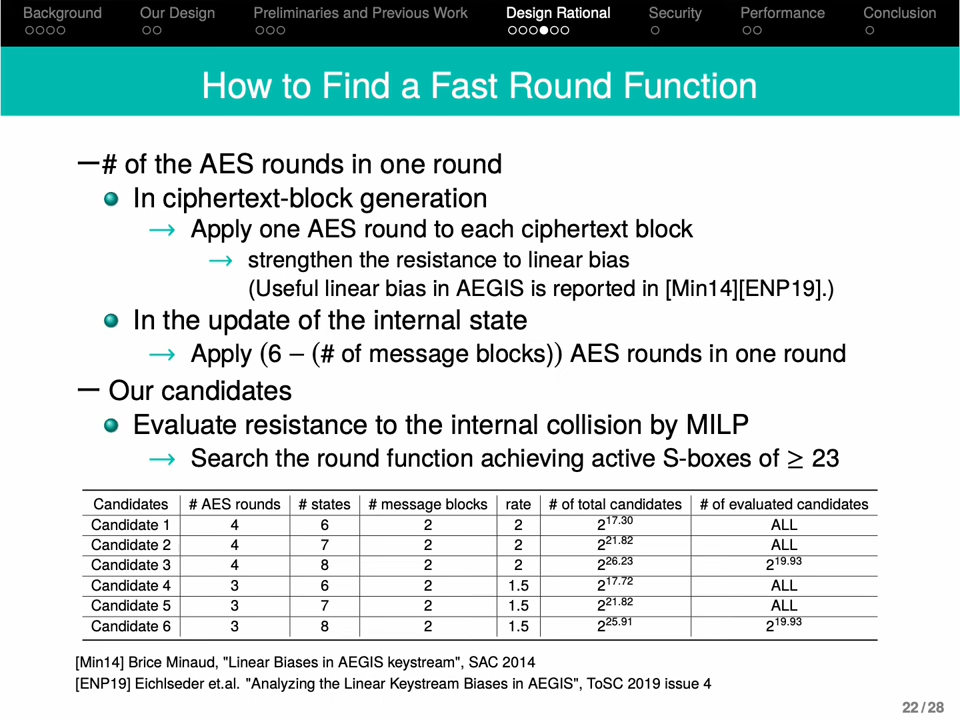 Background Our Design Preliminaries and Previous Work Design Rational Security Performance Conclusion
How to Find a Fast Round Function
—# of the AES rounds in one round
In ciphertext-block generation
→ Apply one AES round to each ciphertext block
→ strengthen the resistance to linear bias
(Useful linear bias in AEGIS is reported in [Min14][ENP19].)
In the update of the internal state
→ Apply (6 – (# of message blocks)) AES rounds in one round
— Our candidates
Evaluate resistance to the internal collision by MILP
→ Search the round function achieving active S-boxes of ≥ 23
Candidates # AES rounds # states # message blocks rate # of total candidates # of evaluated candidates
Candidate 1 4 6 2 2 2^17.30 ALL
Candidate 2 4 7 2 2 2^21.82 ALL
Candidate 3 4 8 2 2 2^26.23 2^19.93
Candidate 4 3 6 2 1.5 2^17.72 ALL
Candidate 5 3 7 2 1.5 2^21.82 ALL
Candidate 6 3 8 2 1.5 2^25.91 2^19.93
[Min14] Brice Minaud, "Linear Biases in AEGIS keystream", SAC 2014
[ENP19] Eichlseder et.al. "Analyzing the Linear Keystream Biases in AEGIS", ToSC 2019 issue 4
22 / 28